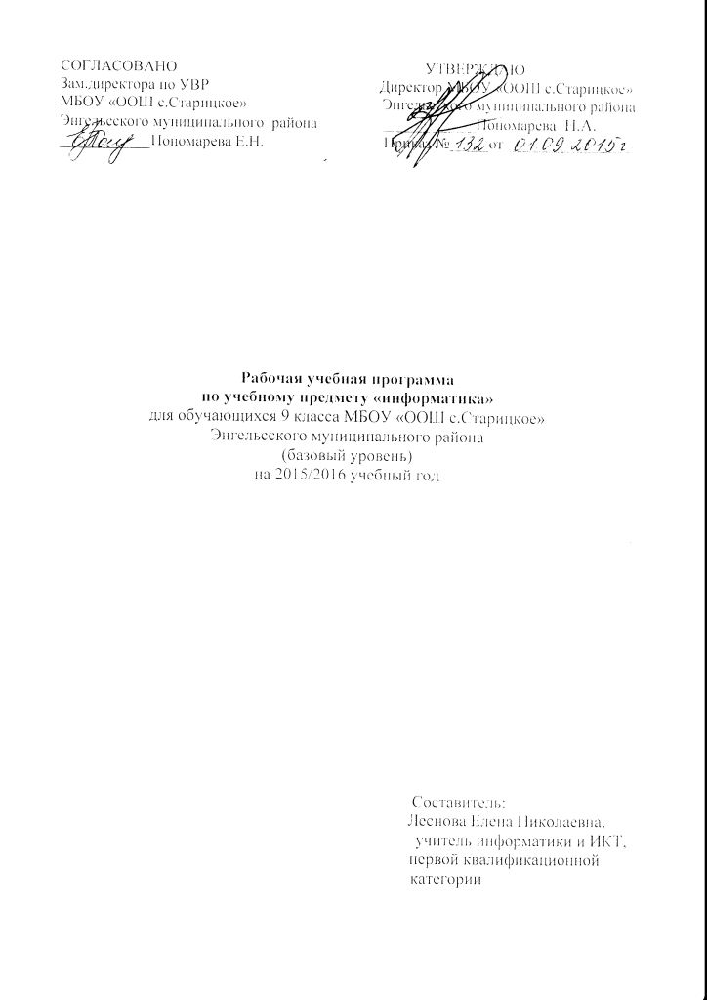 СОГЛАСОВАНО
Зам.директора по УВР
МБОУ «ООШ с.Старицкое»
Энгельсского муниципального района
Пономарева Е.Н.
УТВЕРЖДАЮ
Директор МБОУ «ООШ с.Старицкое»
Энгельсского муниципального района
Пономарева Н.А.
Приказ № 132 от 01.09.2015г
Рабочая учебная программа
по учебному предмету «информатика»
для обучающихся 9 класса МБОУ «ООШ с.Старицкое»
Энгельсского муниципального района
(базовый уровень)
на 2015/2016 учебный год
Составитель:
Леснова Елена Николаевна,
учитель информатики и ИКТ,
первой квалификационной
категории